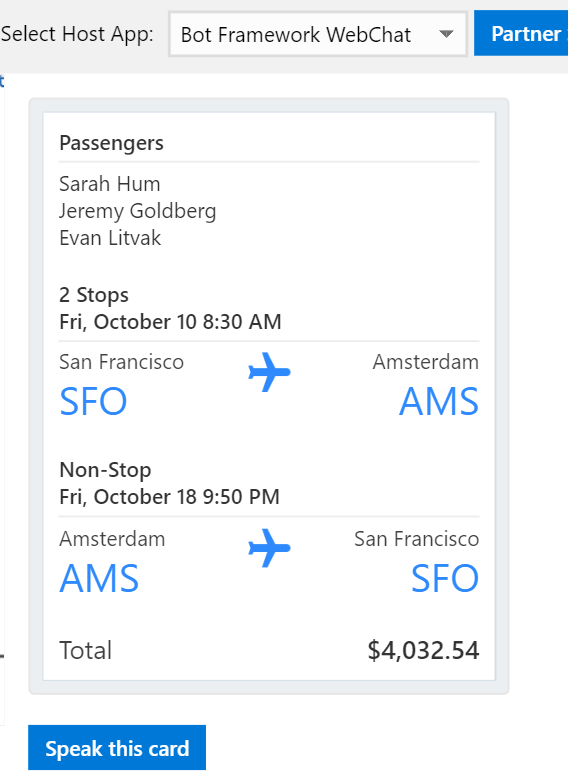 Select Host App: Bot Framework WebChat Partner
t
Passengers
Sarah Hum
Jeremy Goldberg
Evan Litvak
2 Stops
Fri, October 10 8:30 AM
San Francisco Amsterdam
SFO AMS
Non-Stop
Fri, October 18 9:50 PM
Amsterdam San Francisco
AMS SFO
Total $4,032.54
Speak this card